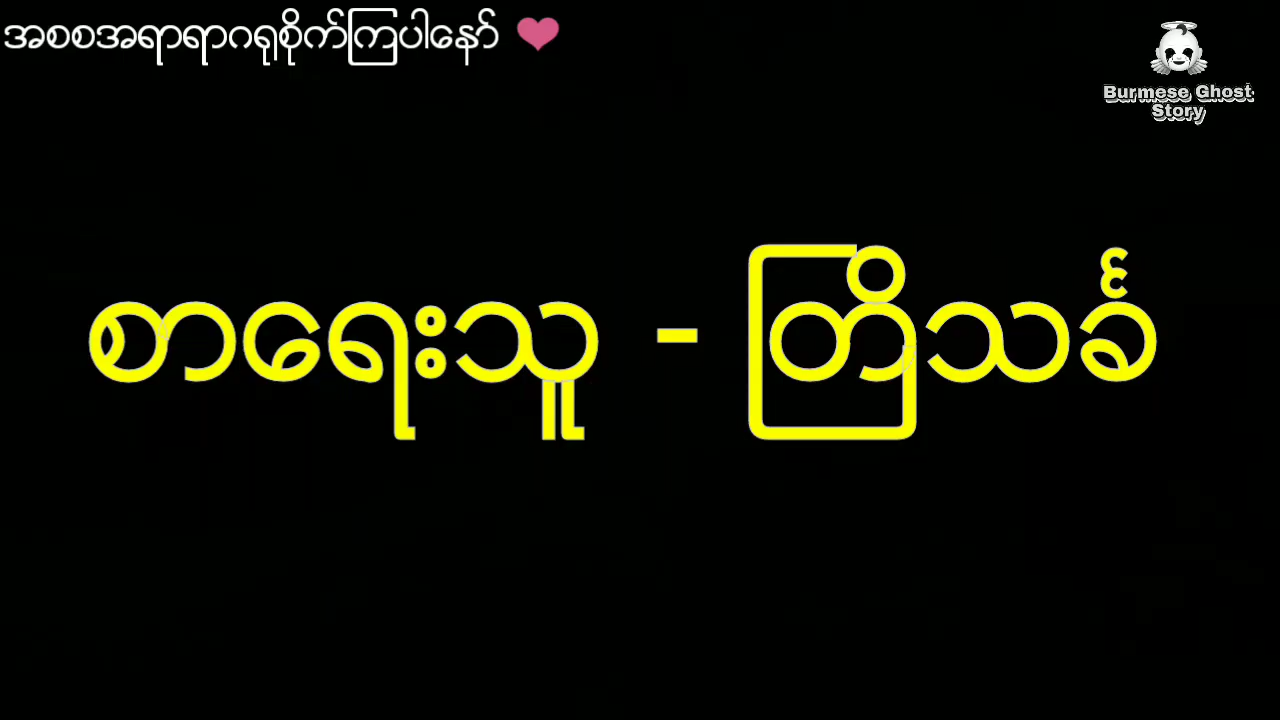 အစစအရာရာဂရုစိုက်ကြပါနော် ❤
Burmese Ghost
Story
စာရေးသူ - တြိသင်္ခ